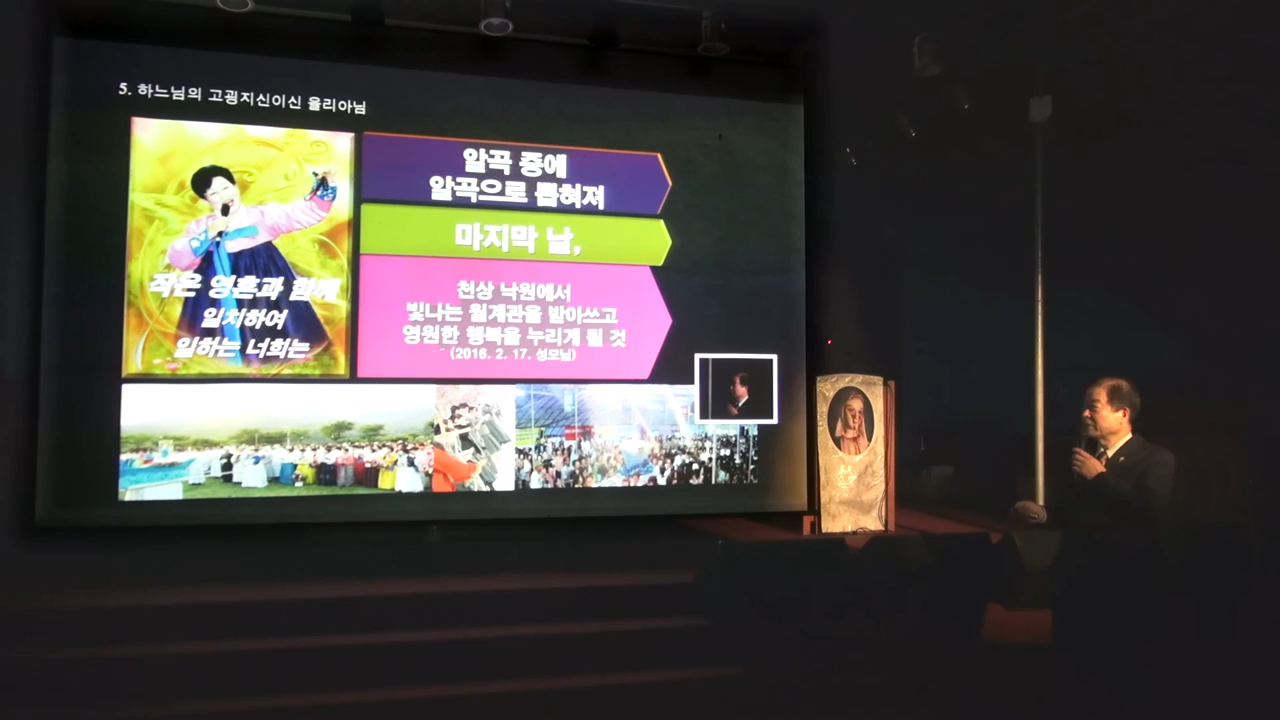 5. 하느님의 고굉지신이신 율리아님
알곡 중에
알곡으로 뽑혀져
마지막 날,
작은 영혼과 함께
일치하여
일하는 너희는
천상 낙원에서
빛나는 월계관을 받아쓰고
영원한 행복을 누리게 될 것
(2016. 2. 17. 성모님)